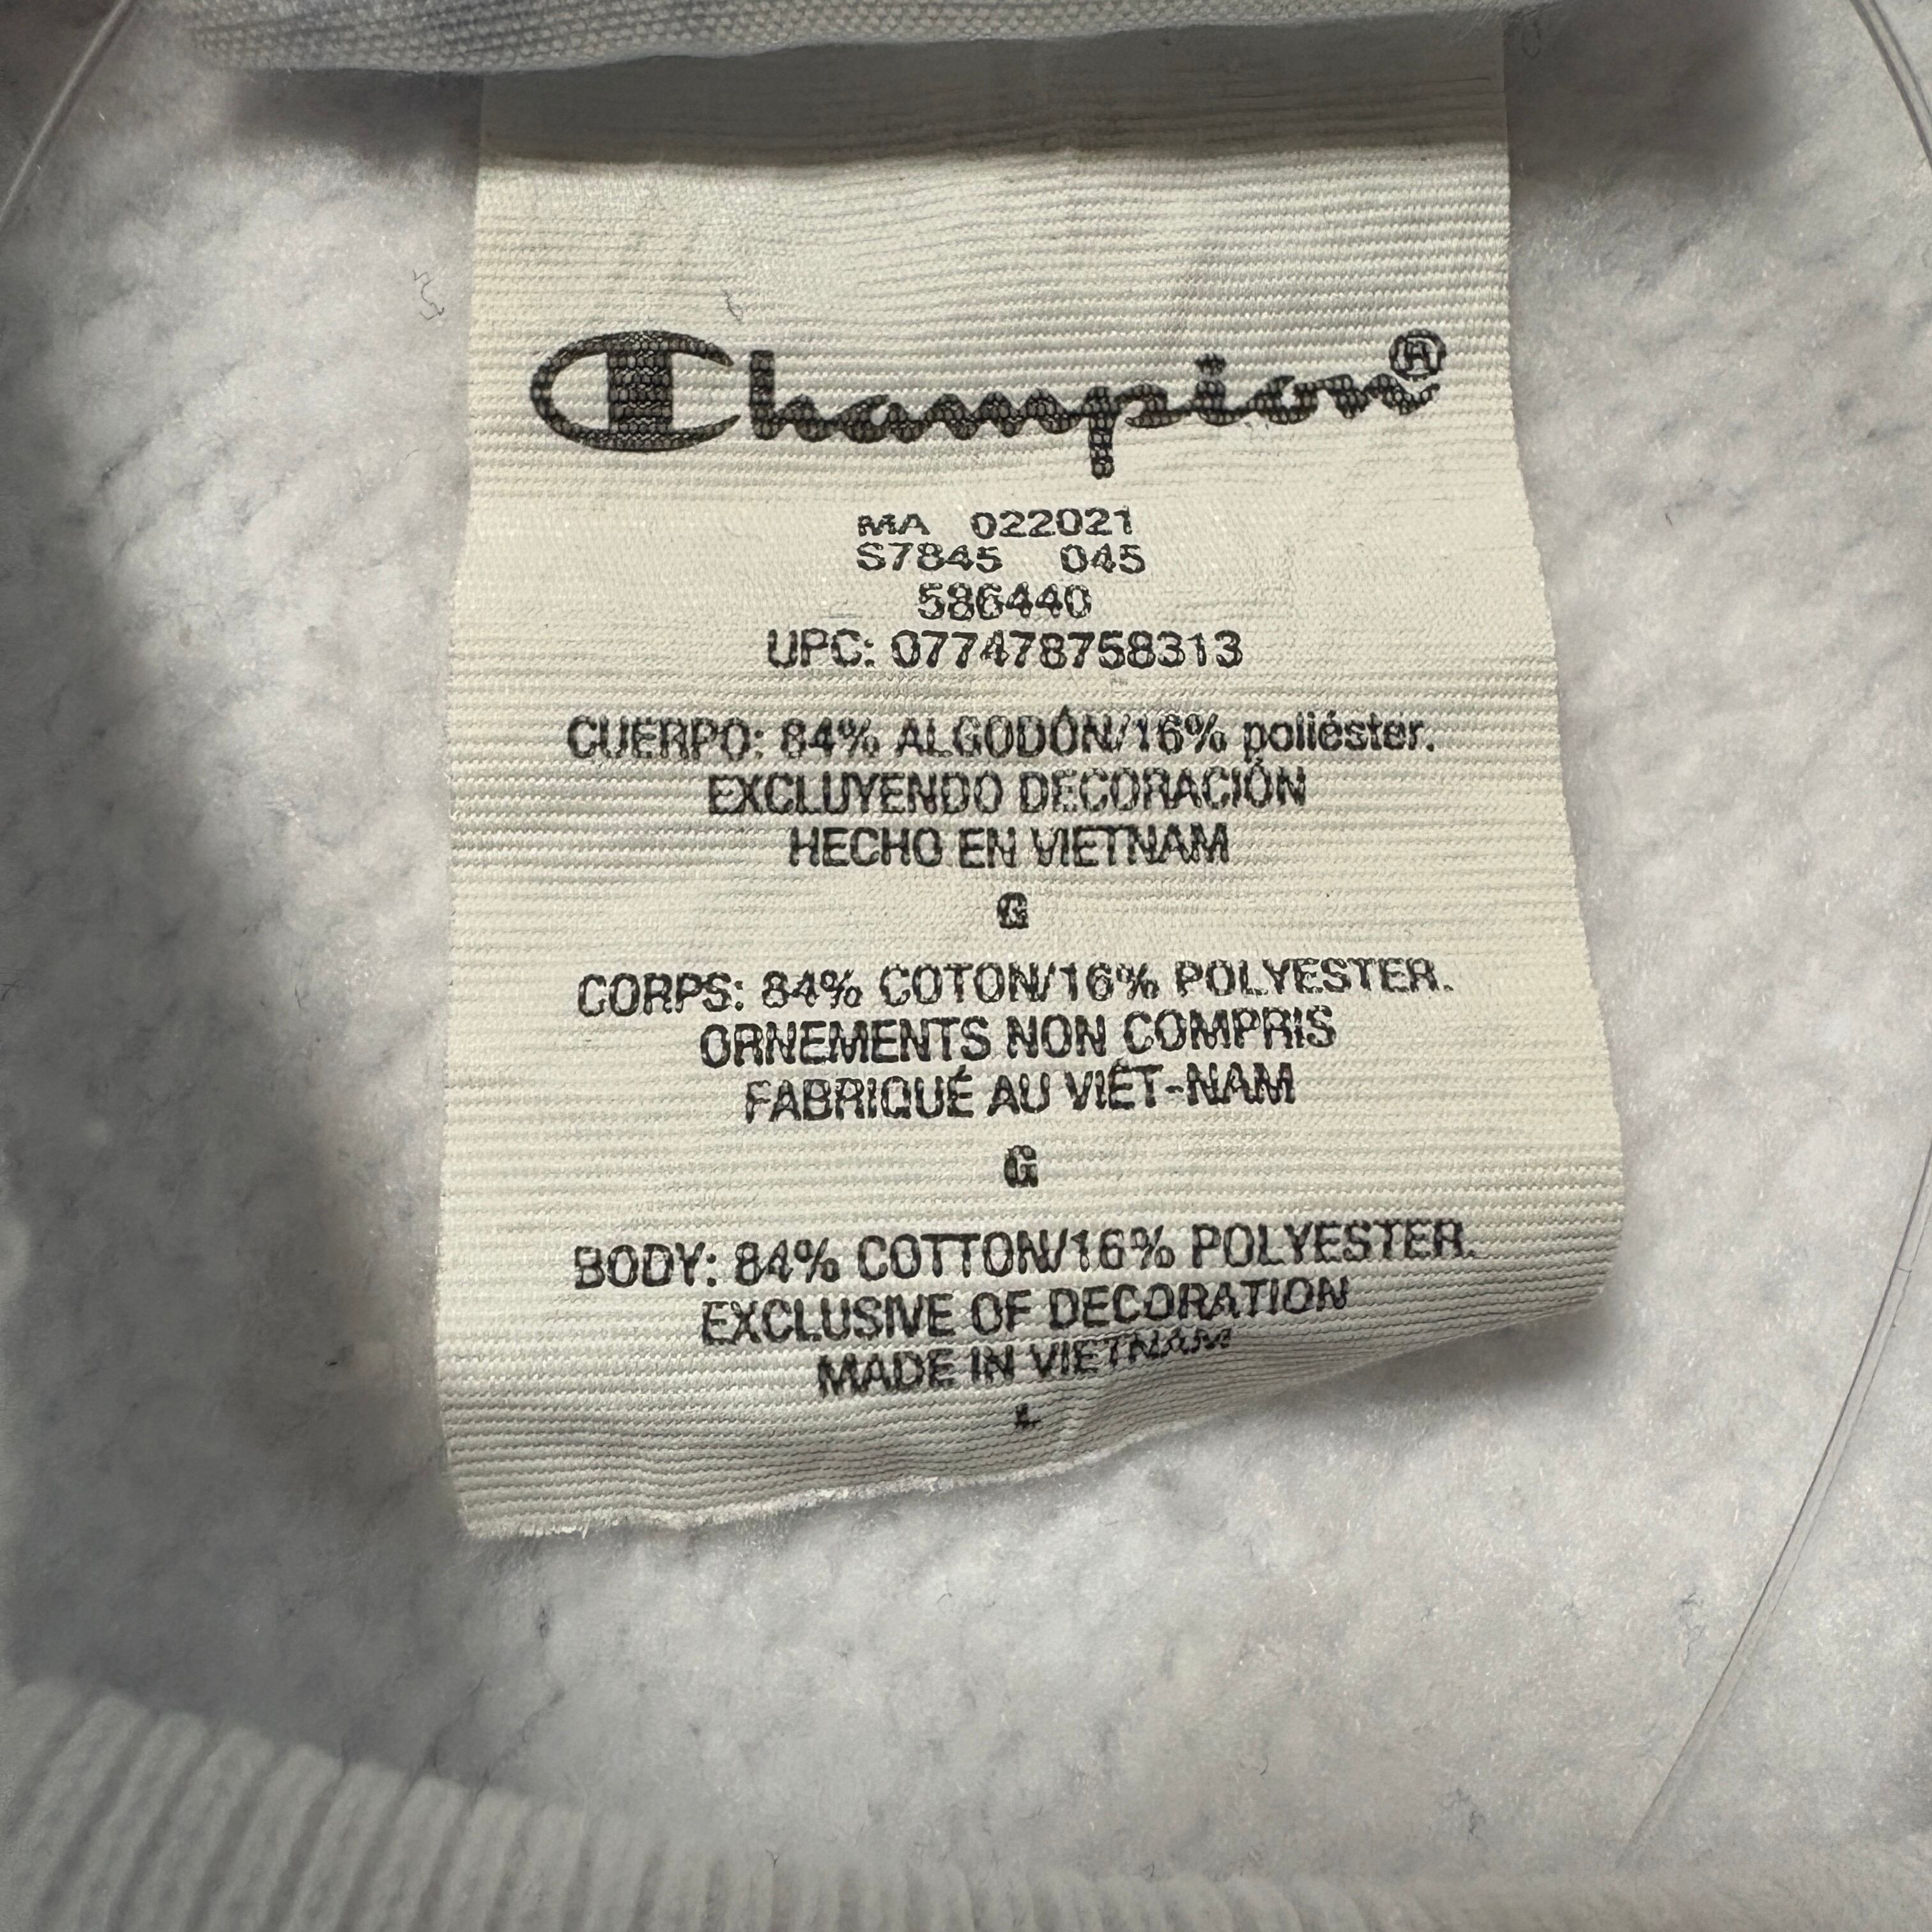 Champion®
MA 022021
S7845 045
586440
UPC: 077478758313
CUERPO: 84% ALGODÓN/16% poliéster.
EXCLUYENDO DECORACIÓN
HECHO EN VIETNAM
G
CORPS: 84% COTON/16% POLYESTER.
ORNEMENTS NON COMPRIS
FABRIQUÉ AU VIÊT-NAM
G
BODY: 84% COTTON/16% POLYESTER.
EXCLUSIVE OF DECORATION
MADE IN VIETNAM
L